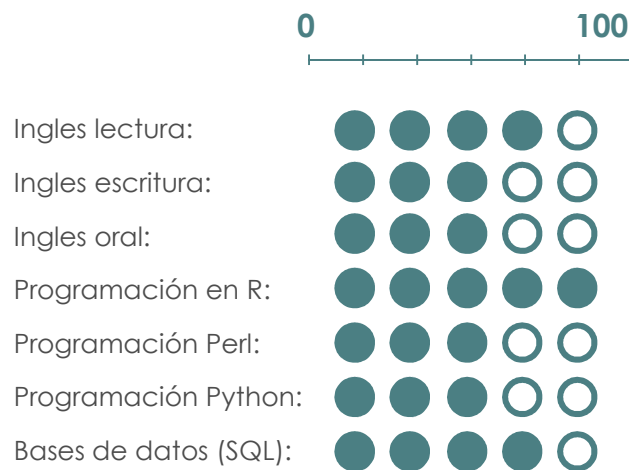 0 100
Ingles lectura:
Ingles escritura:
Ingles oral:
Programación en R:
Programación Perl:
Programación Python:
Bases de datos (SQL):